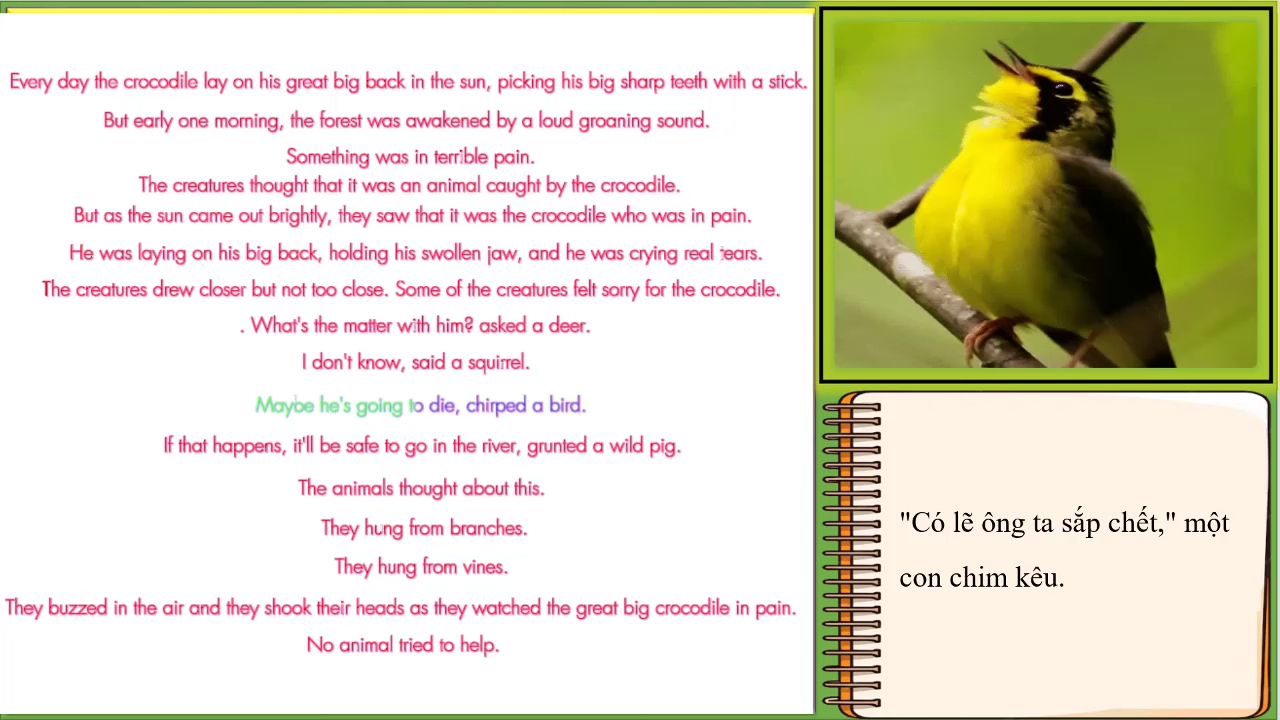 Every day the crocodile lay on his great big back in the sun, picking his big sharp teeth with a stick.
But early one morning, the forest was awakened by a loud groaning sound.
Something was in terrible pain.
The creatures thought that it was an animal caught by the crocodile.
But as the sun came out brightly, they saw that it was the crocodile who was in pain.
He was laying on his big back, holding his swollen jaw, and he was crying real tears.
The creatures drew closer but not too close. Some of the creatures felt sorry for the crocodile.
. What's the matter with him? asked a deer.
I don't know, said a squirrel.
Maybe he's going to die, chirped a bird.
If that happens, it'll be safe to go in the river, grunted a wild pig.
The animals thought about this.
They hung from branches.
They hung from vines.
They buzzed in the air and they shook their heads as they watched the great big crocodile in pain.
No animal tried to help.
"Có lẽ ông ta sắp chết," một
con chim kêu.